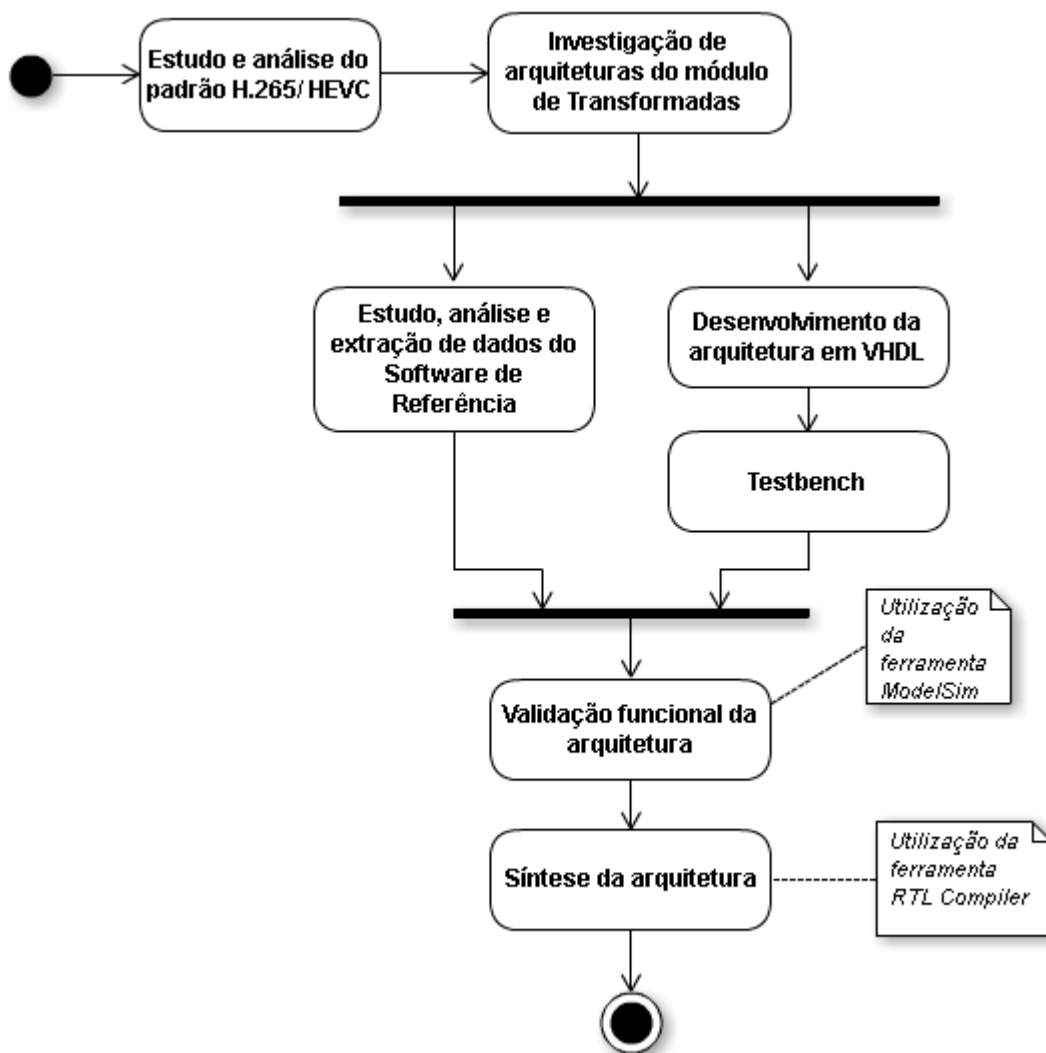 Estudo e análise do
padrão H.265/ HEVC
Investigação de
arquiteturas do módulo
de Transformadas
Estudo, análise e
extração de dados do
Software de
Referência
Desenvolvimento da
arquitetura em VHDL
Testbench
Utilização
da
ferramenta
ModelSim
Validação funcional da
arquitetura
Utilização da
ferramenta
RTL Compiler
Síntese da arquitetura